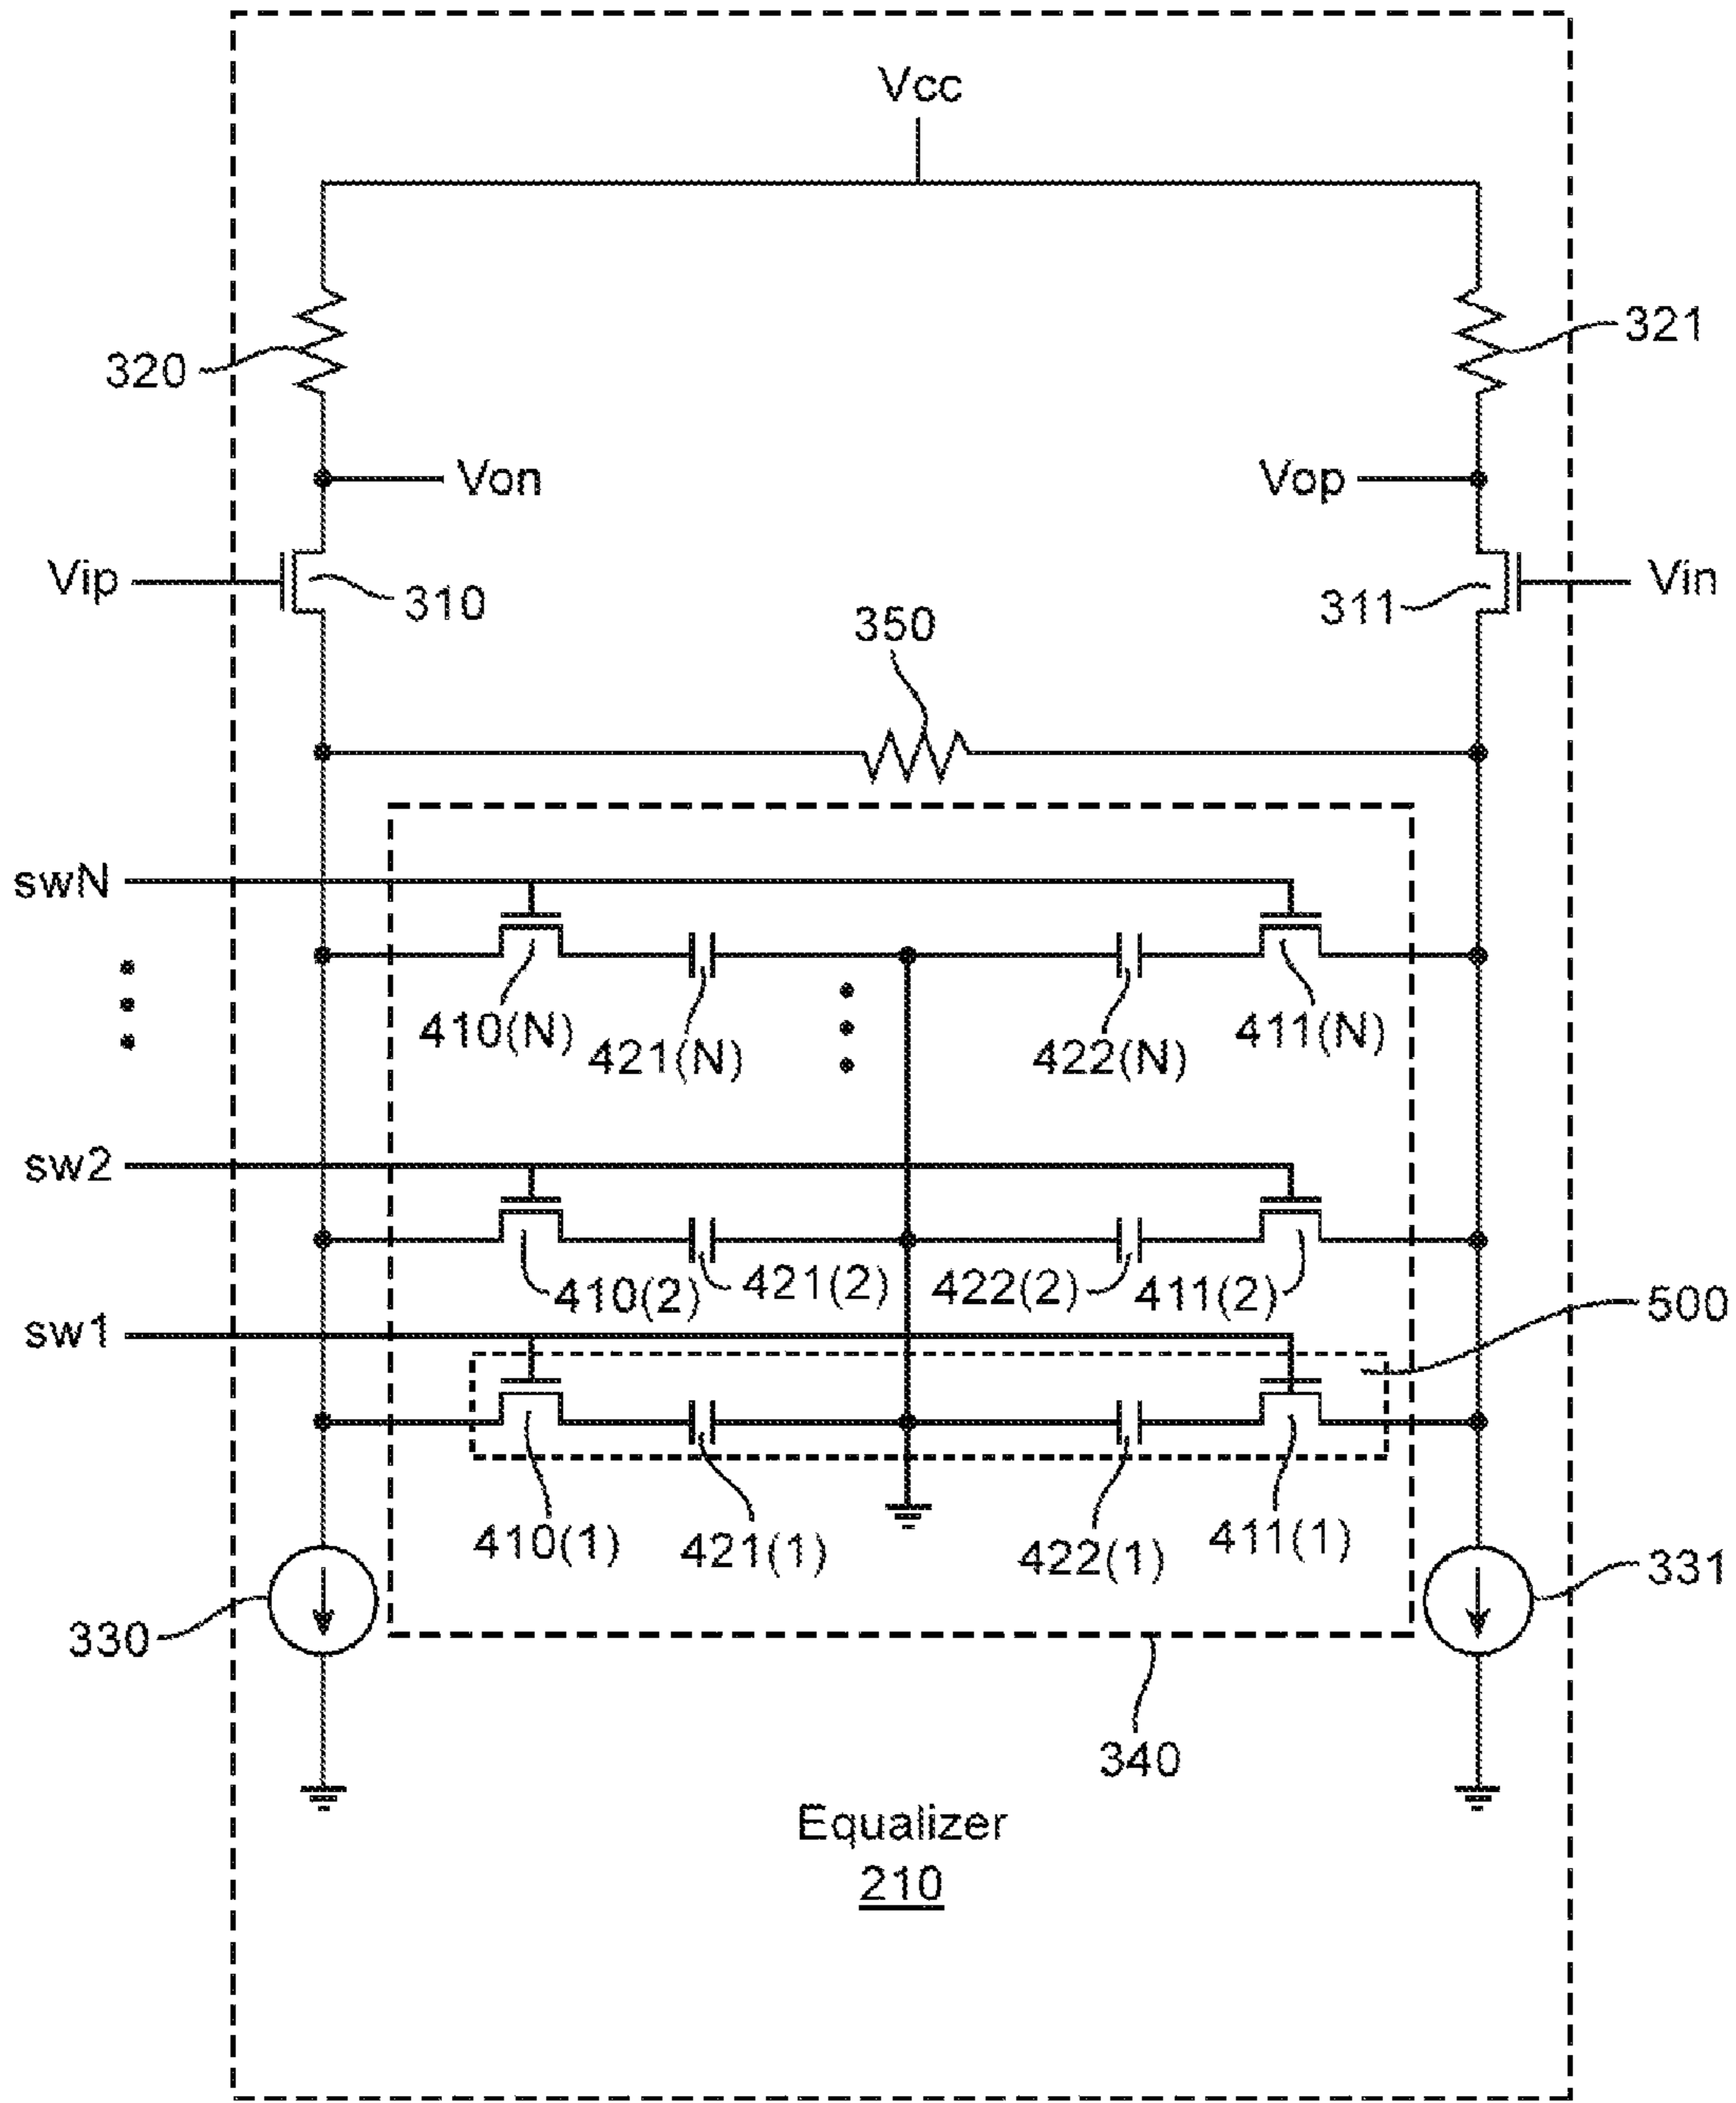 Vcc
320
321
Von
Vop
Vip
310
311
Vin
350
swN
410(N)
421(N)
422(N)
411(N)
sw2
410(2)
421(2)
422(2)
411(2)
500
sw1
410(1)
421(1)
422(1)
411(1)
330
331
340
Equalizer
210